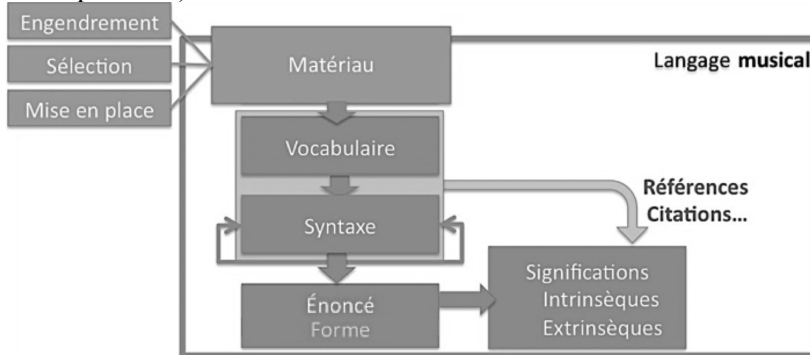 Engendrement
Sélection
Mise en place
Matériau
Langage musical
Vocabulaire
Syntaxe
Références
Citations...
Énoncé
Forme
Significations
Intrinsèques
Extrinsèques